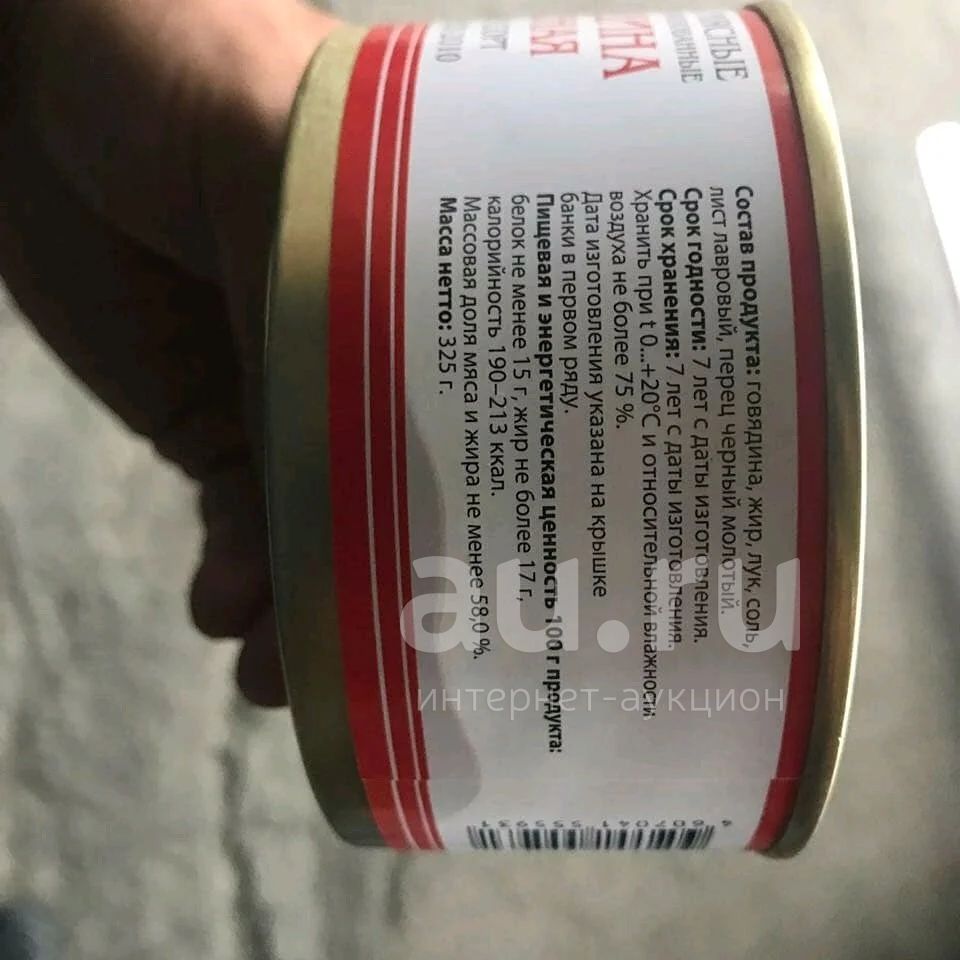 Состав продукта: говядина, жир, лук, соль,
лист лавровый, перец черный молотый.
Срок годности: 7 лет с даты изготовления.
Срок хранения: 7 лет с даты изготовления.
Хранить при t 0...+20°С и относительной влажности
воздуха не более 75 %.
Дата изготовления указана на крышке
банки в первом ряду.
Пищевая и энергетическая ценность 100 г продукта:
белок не менее 15 г, жир не более 17 г,
калорийность 190–213 ккал.
Массовая доля мяса и жира не менее 58,0 %.
Масса нетто: 325 г.
au.ru
интернет-аукцион